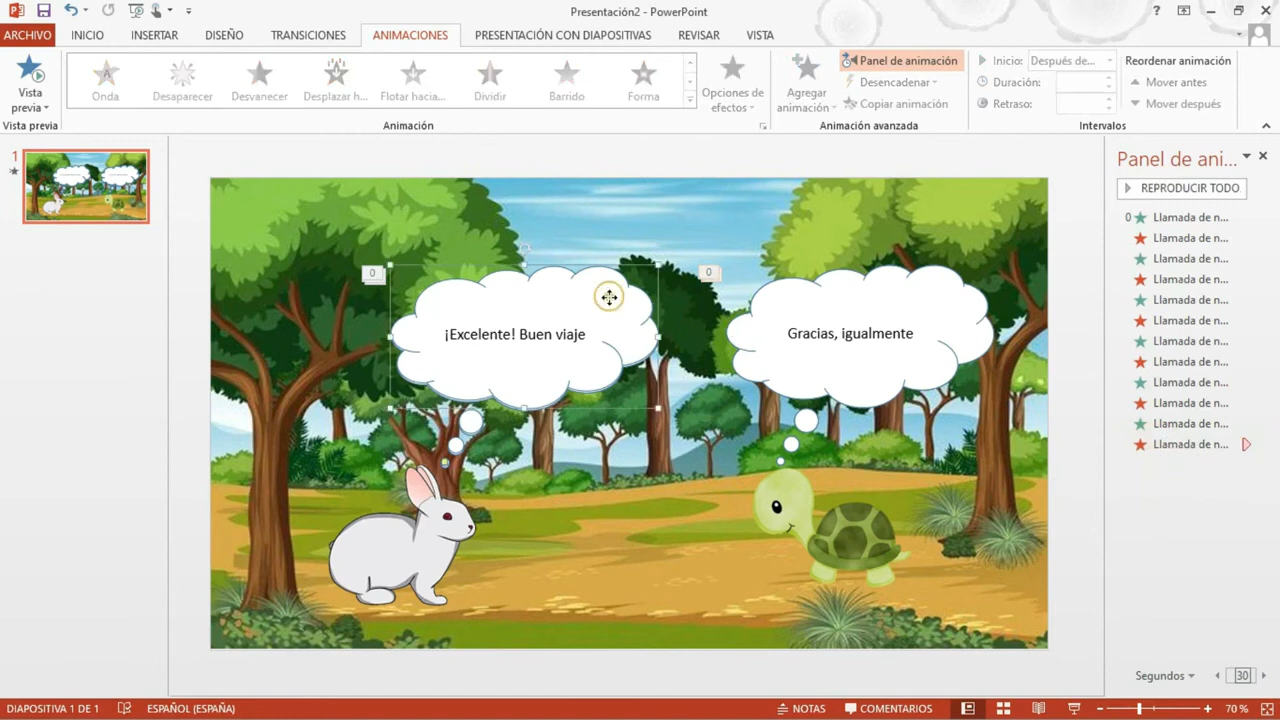 Presentación2 - PowerPoint
ARCHIVO INICIO INSERTAR DISEÑO TRANSICIONES ANIMACIONES PRESENTACIÓN CON DIAPOSITIVAS REVISAR VISTA
Vista previa
Onda
Desaparecer
Desvanecer
Desplazar h...
Flotar hacia...
Dividir
Barrido
Forma
Opciones de efectos
Agregar animación
Panel de animación
Desencadenar
Copiar animación
Inicio: Después de...
Duración:
Retraso:
Reordenar animación
Mover antes
Mover después
Vista previa
Animación
Animación avanzada
Intervalos
1
0
¡Excelente! Buen viaje
0
Gracias, igualmente
Panel de ani...
REPRODUCIR TODO
0 Llamada de n...
Llamada de n...
Llamada de n...
Llamada de n...
Llamada de n...
Llamada de n...
Llamada de n...
Llamada de n...
Llamada de n...
Llamada de n...
Llamada de n...
Llamada de n...
Segundos 30
DIAPOSITIVA 1 DE 1 ESPAÑOL (ESPAÑA) NOTAS COMENTARIOS 70 %